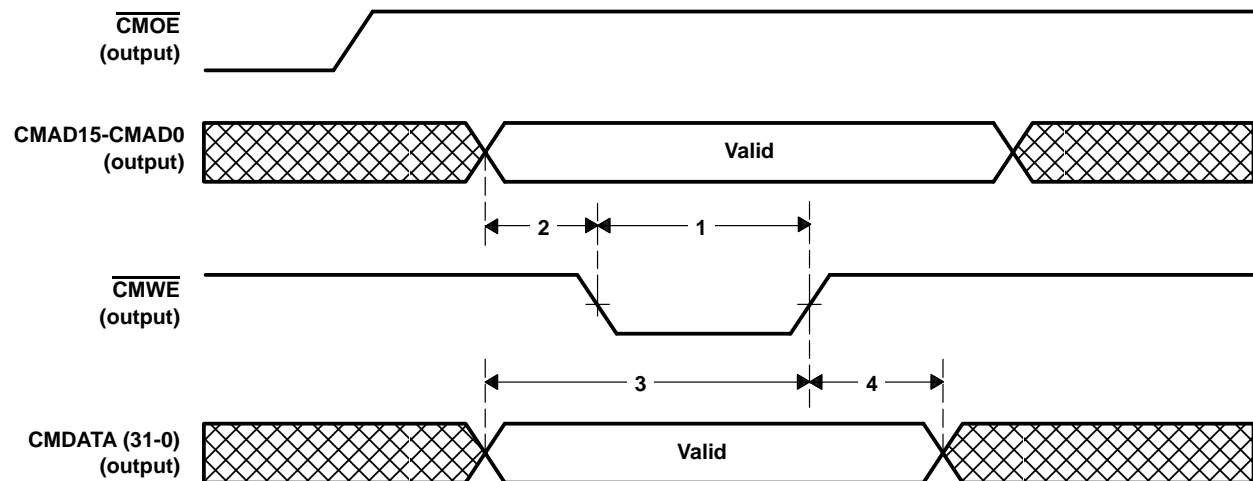 CMOE
(output)
CMAD15-CMAD0
(output)
Valid
2
1
CMWE
(output)
3
4
CMDATA (31-0)
(output)
Valid